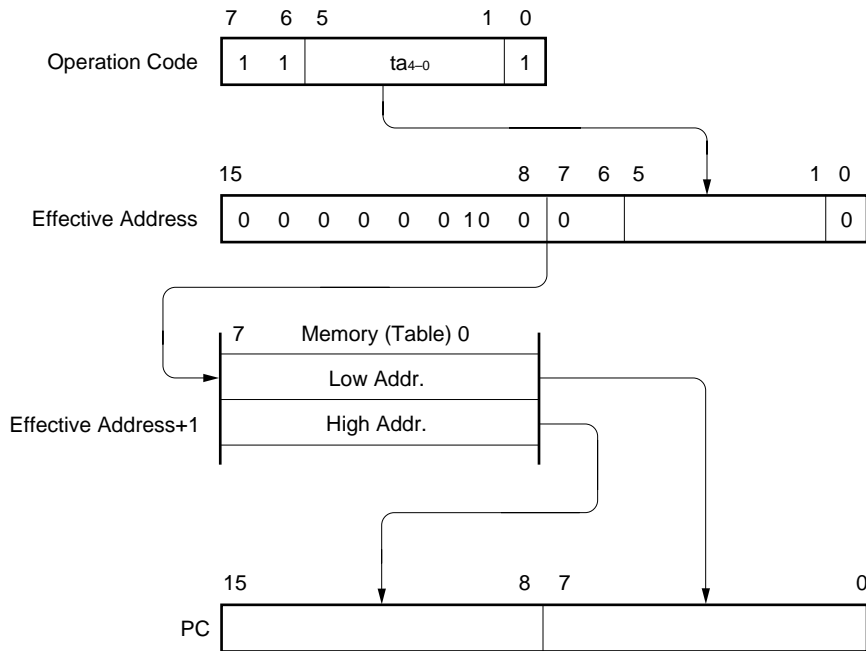 7 6 5 1 0
Operation Code 1 1 ta4–0 1
15 8 7 6 5 1 0
Effective Address 0 0 0 0 0 0 10 0 0 0 0
7 Memory (Table) 0
Low Addr.
Effective Address+1 High Addr.
15 8 7 0
PC